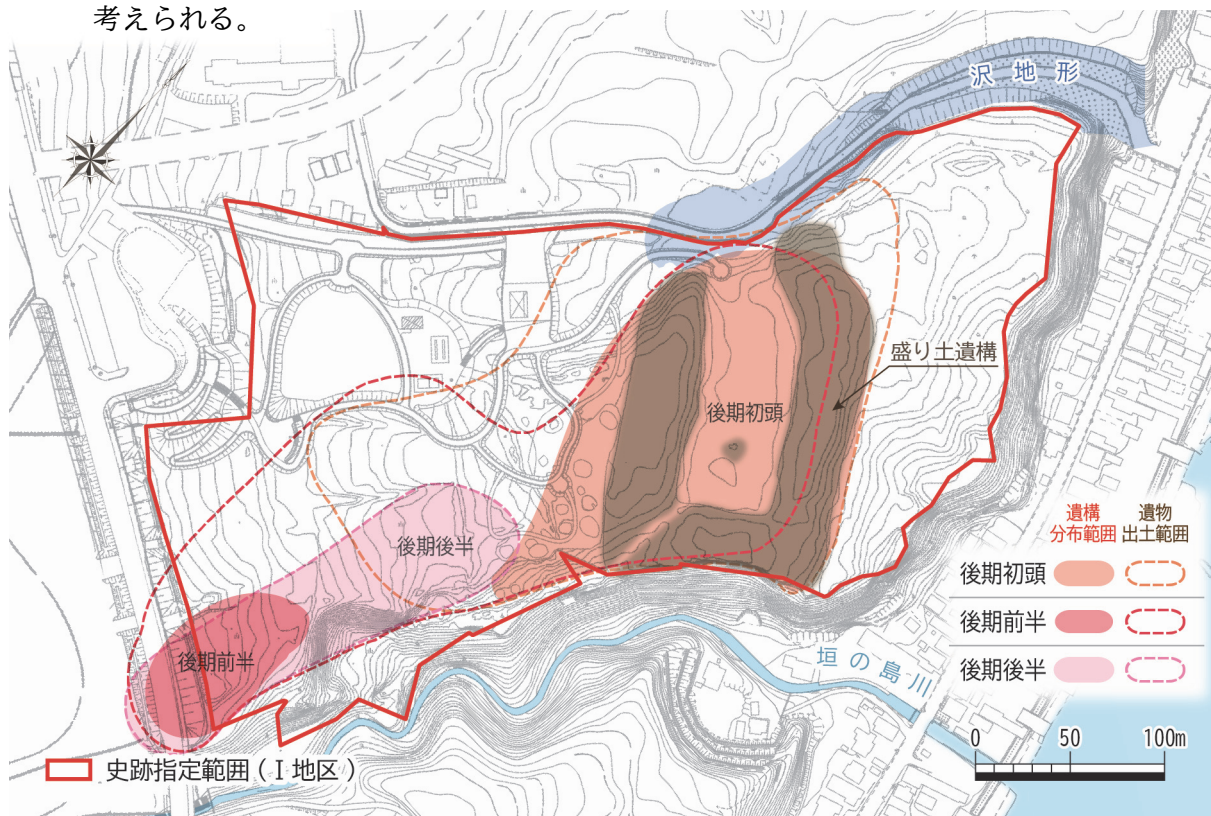 考えられる。
沢地形
盛り土遺構
後期初頭
後期後半
後期前半
垣の島川
遺構
分布範囲
遺物
出土範囲
後期初頭
後期前半
後期後半
0 50 100m
史跡指定範囲(Ⅰ地区)